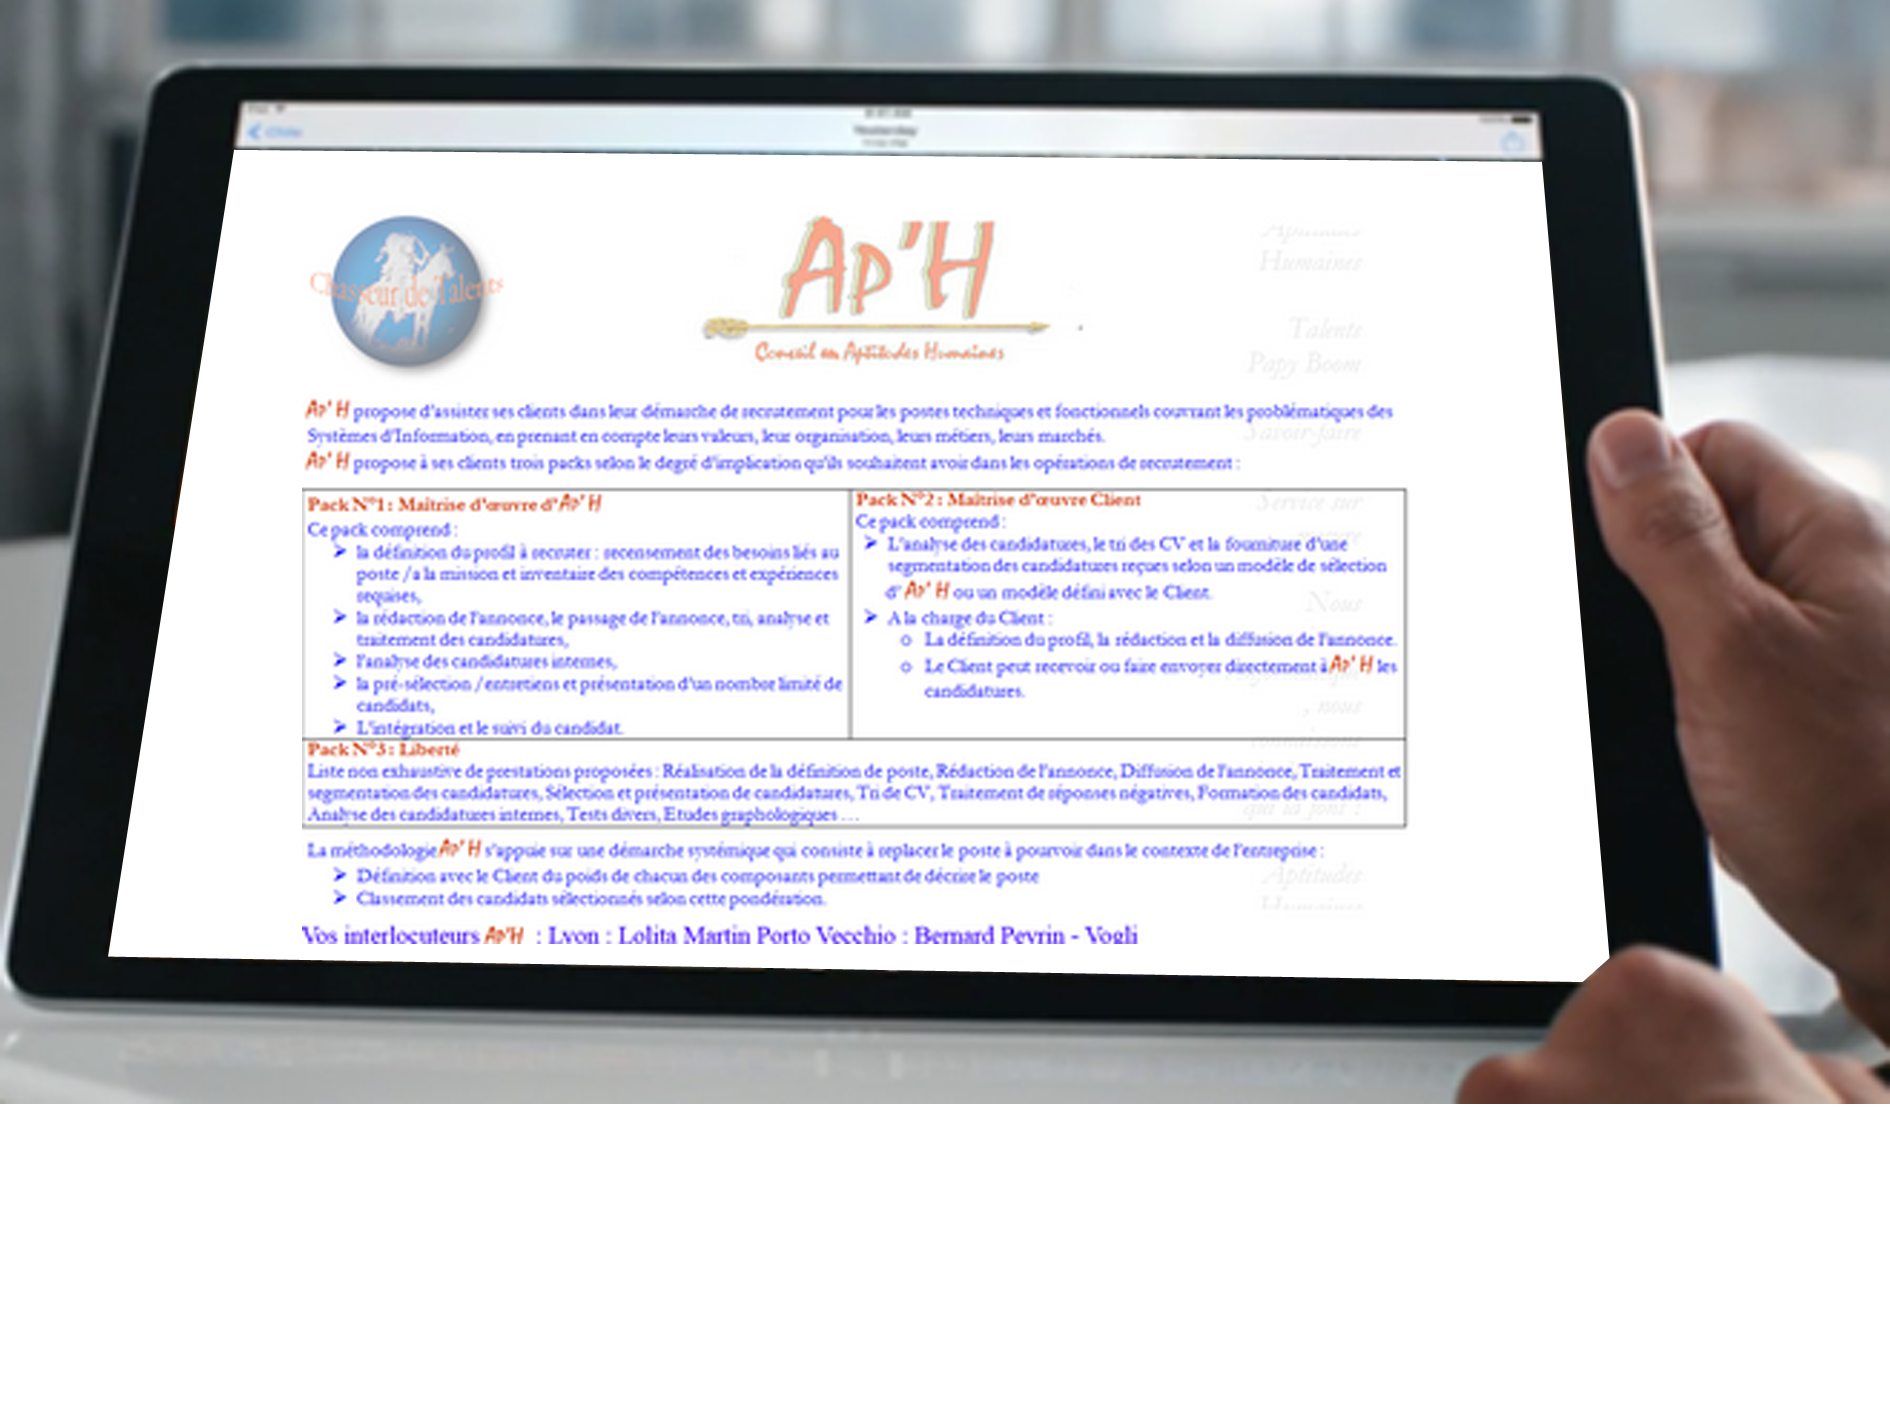 Yesterday
Chasseur de Talents
Ap'H
Conseil en Aptitudes Humaines
Aptitudes
Humaines
Talents
Papy Boom
Ap'H propose d'assister ses clients dans leur démarche de recrutement pour les postes techniques et fonctionnels couvrant les problématiques des
Systèmes d'Information, en prenant en compte leurs valeurs, leur organisation, leurs métiers, leurs marchés.
Savoir-faire
Ap'H propose à ses clients trois packs selon le degré d'implication qu'ils souhaitent avoir dans les opérations de recrutement :
Pack N°1 : Maîtrise d'œuvre d'Ap'H
Ce pack comprend :
➢ la définition du profil à recruter : recensement des besoins liés au
poste / a la mission et inventaire des compétences et expériences
requises,
➢ la rédaction de l'annonce, le passage de l'annonce, tri, analyse et
traitement des candidatures,
➢ l'analyse des candidatures internes,
➢ la pré-sélection / entretiens et présentation d'un nombre limité de
candidats,
➢ L'intégration et le suivi du candidat.
Pack N°2 : Maîtrise d'œuvre Client
Ce pack comprend :
➢ L'analyse des candidatures, le tri des CV et la fourniture d'une
segmentation des candidatures reçues selon un modèle de sélection
d' Ap'H ou un modèle défini avec le Client.
➢ A la charge du Client :
o La définition du profil, la rédaction et la diffusion de l'annonce.
o Le Client peut recevoir ou faire envoyer directement à Ap'H les
candidatures.
Service sur
Nous
, nous
connaissons
Pack N°3 : Liberté
Liste non exhaustive de prestations proposées : Réalisation de la définition de poste, Rédaction de l'annonce, Diffusion de l'annonce, Traitement et
segmentation des candidatures, Sélection et présentation de candidatures, Tri de CV, Traitement de réponses négatives, Formation des candidats,
Analyse des candidatures internes, Tests divers, Etudes graphologiques …
qui la font !
La méthodologie Ap'H s'appuie sur une démarche systémique qui consiste à replacer le poste à pourvoir dans le contexte de l'entreprise :
➢ Définition avec le Client du poids de chacun des composants permettant de décrire le poste
➢ Classement des candidats sélectionnés selon cette pondération.
Aptitudes
Humaines
Vos interlocuteurs Ap'H : Lyon : Lolita Martin Porto Vecchio : Bernard Peyrin - Vogli